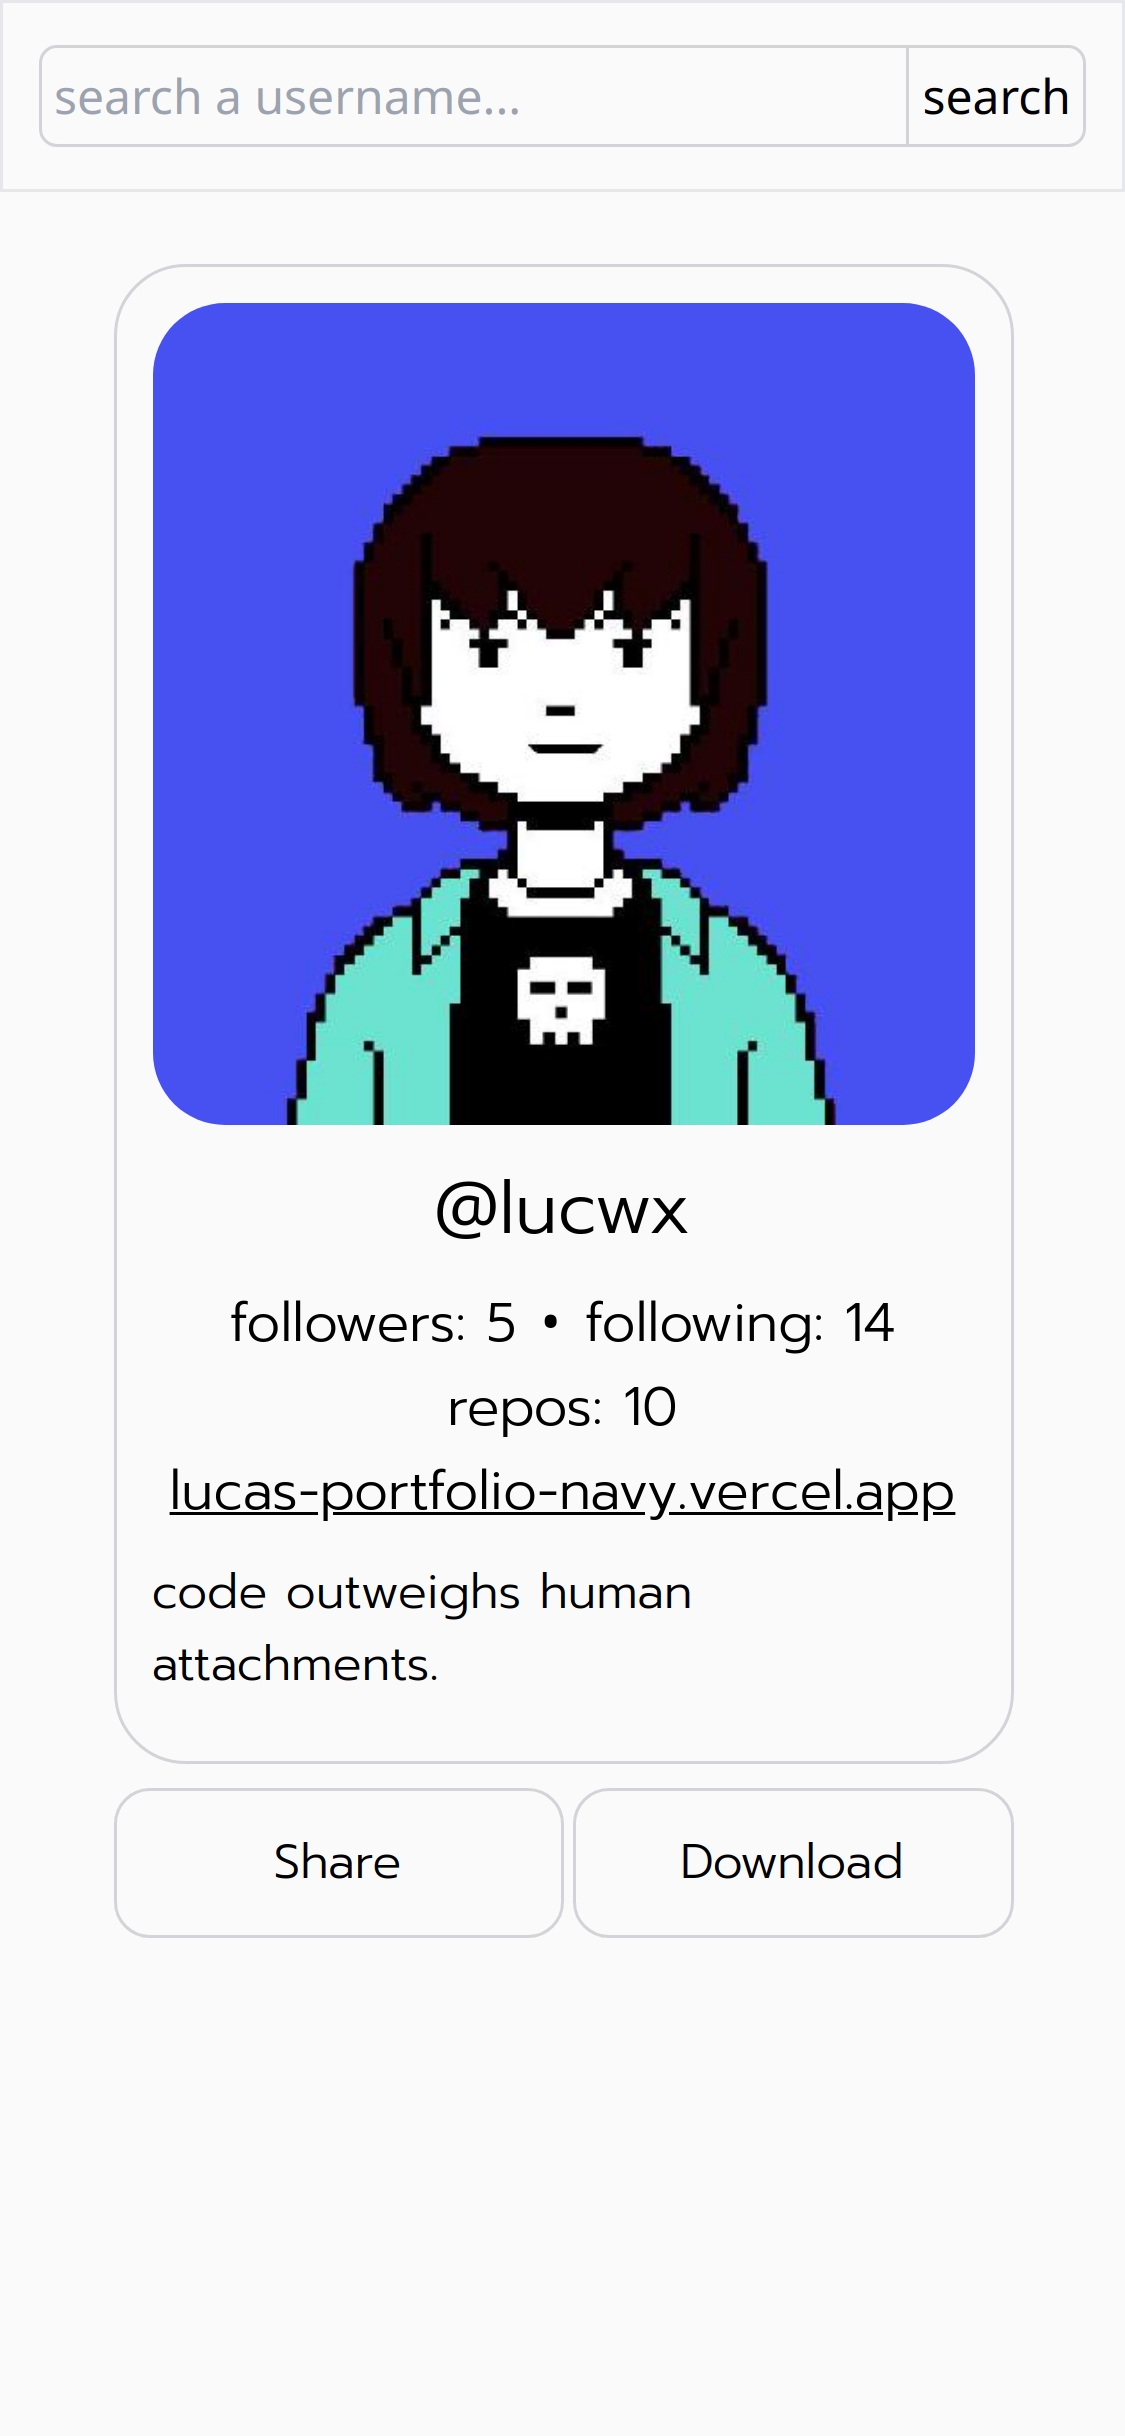 search a username...
search
@lucwx
followers: 5 • following: 14
repos: 10
lucas-portfolio-navy.vercel.app
code outweighs human
attachments.
Share
Download